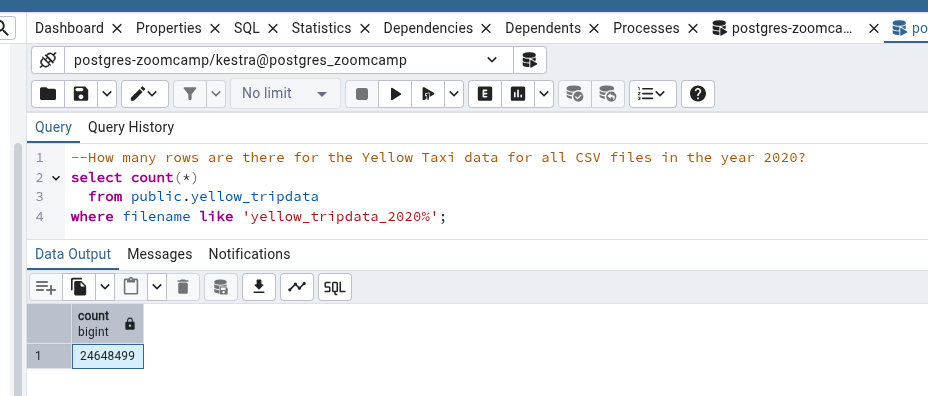 Dashboard Properties SQL Statistics Dependencies Dependents Processes postgres-zoomca... po
postgres-zoomcamp/kestra@postgres_zoomcamp
No limit E
Query Query History
1 --How many rows are there for the Yellow Taxi data for all CSV files in the year 2020?
2 select count(*)
3 from public.yellow_tripdata
4 where filename like 'yellow_tripdata_2020%';
Data Output Messages Notifications
SQL
count
bigint
1 24648499